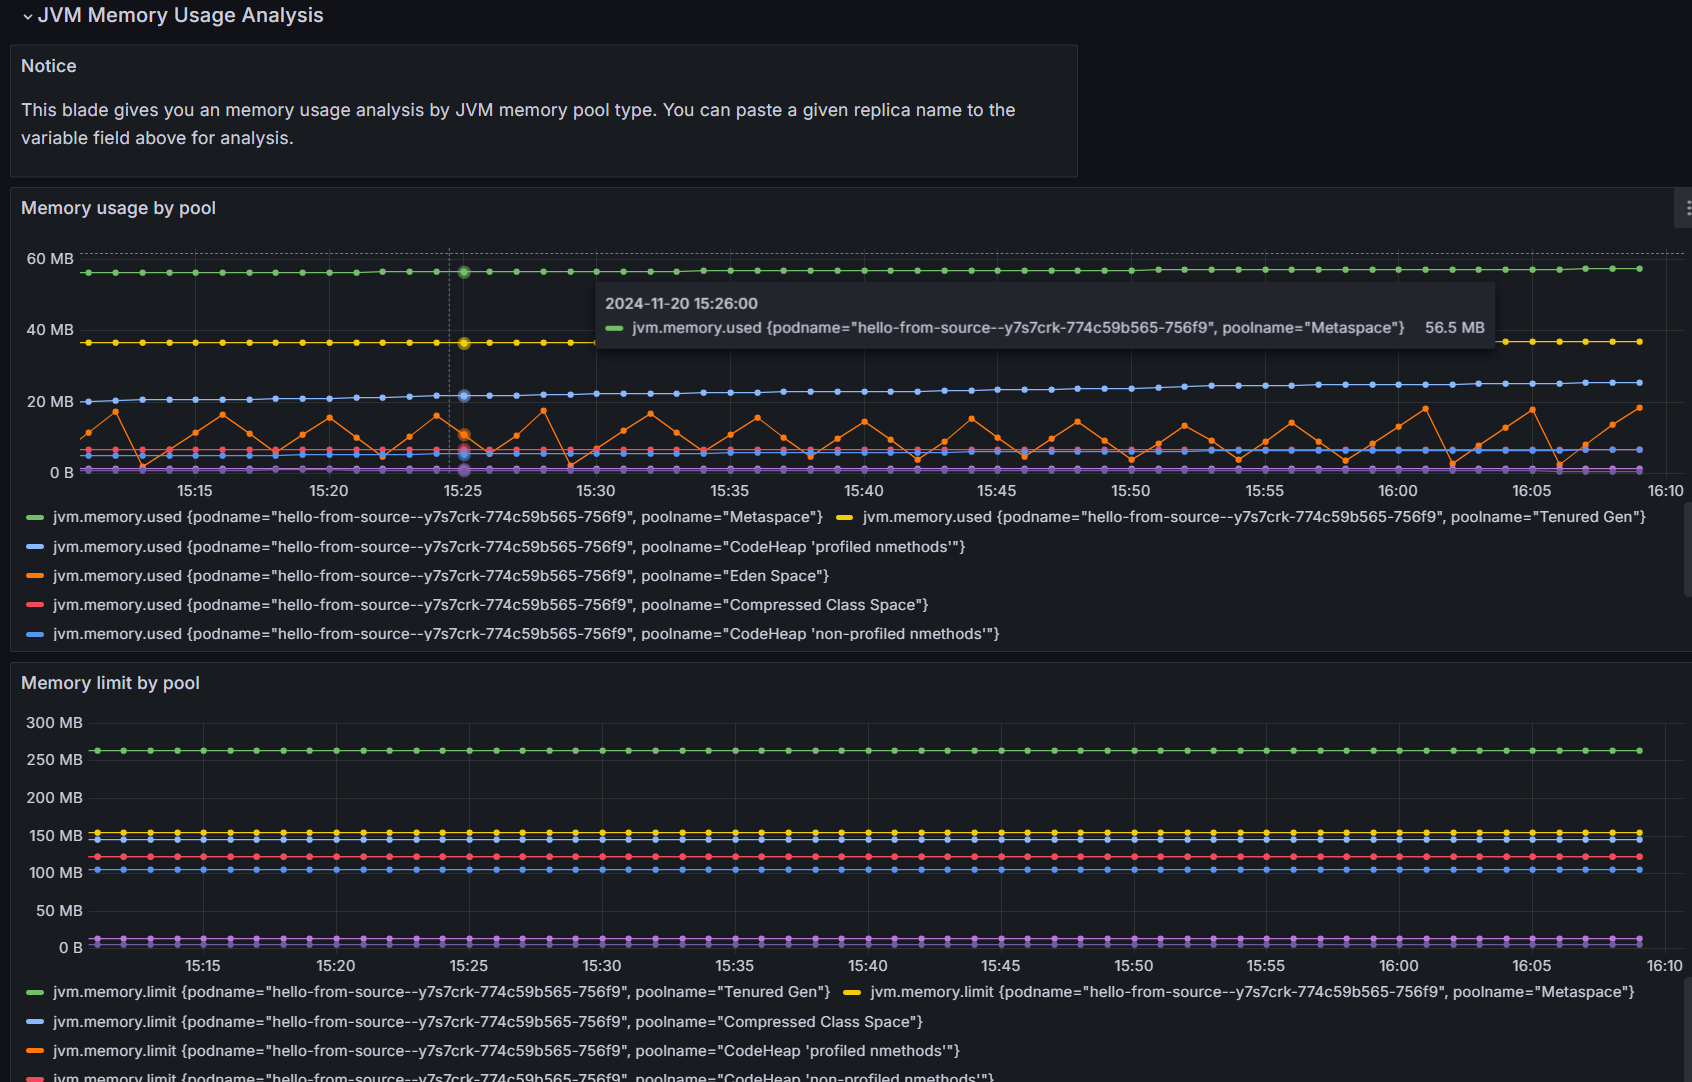 JVM Memory Usage Analysis
Notice
This blade gives you an memory usage analysis by JVM memory pool type. You can paste a given replica name to the
variable field above for analysis.
Memory usage by pool
60 MB
40 MB
20 MB
0 B
2024-11-20 15:26:00
jvm.memory.used {podname="hello-from-source--y7s7crk-774c59b565-756f9", poolname="Metaspace"} 56.5 MB
15:15 15:20 15:25 15:30 15:35 15:40 15:45 15:50 15:55 16:00 16:05 16:10
jvm.memory.used {podname="hello-from-source--y7s7crk-774c59b565-756f9", poolname="Metaspace"} jvm.memory.used {podname="hello-from-source--y7s7crk-774c59b565-756f9", poolname="Tenured Gen"}
jvm.memory.used {podname="hello-from-source--y7s7crk-774c59b565-756f9", poolname="CodeHeap 'profiled nmethods'"}
jvm.memory.used {podname="hello-from-source--y7s7crk-774c59b565-756f9", poolname="Eden Space"}
jvm.memory.used {podname="hello-from-source--y7s7crk-774c59b565-756f9", poolname="Compressed Class Space"}
jvm.memory.used {podname="hello-from-source--y7s7crk-774c59b565-756f9", poolname="CodeHeap 'non-profiled nmethods'"}
Memory limit by pool
300 MB
250 MB
200 MB
150 MB
100 MB
50 MB
0 B
15:15 15:20 15:25 15:30 15:35 15:40 15:45 15:50 15:55 16:00 16:05 16:10
jvm.memory.limit {podname="hello-from-source--y7s7crk-774c59b565-756f9", poolname="Tenured Gen"} jvm.memory.limit {podname="hello-from-source--y7s7crk-774c59b565-756f9", poolname="Metaspace"}
jvm.memory.limit {podname="hello-from-source--y7s7crk-774c59b565-756f9", poolname="Compressed Class Space"}
jvm.memory.limit {podname="hello-from-source--y7s7crk-774c59b565-756f9", poolname="CodeHeap 'profiled nmethods'"}
jvm.memory.limit {podname="hello-from-source--y7s7crk-774c59b565-756f9", poolname="CodeHeap 'non-profiled nmethods'"}